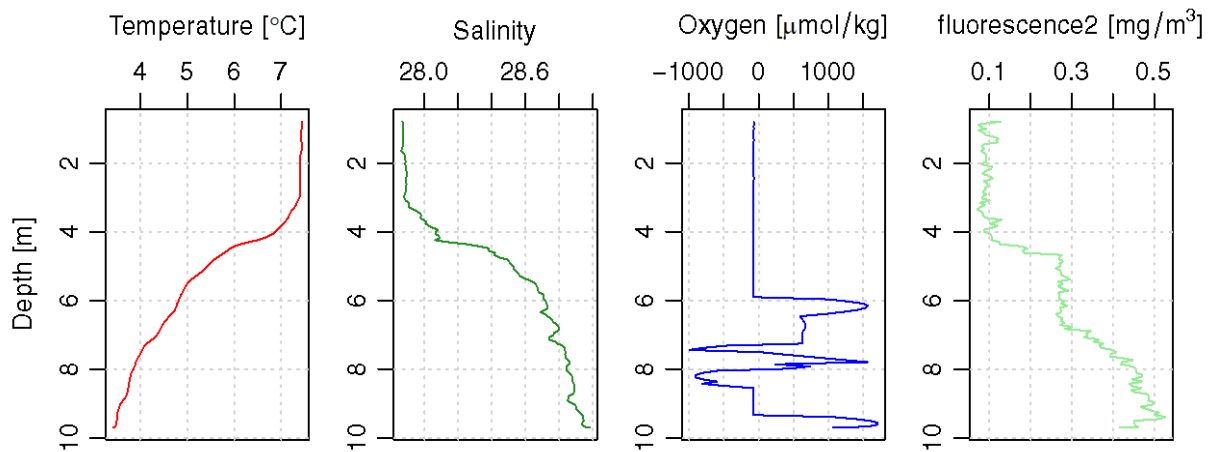 Temperature [°C]
4 5 6 7
Salinity
28.0 28.6
Oxygen [μmol/kg]
−1000 0 1000
fluorescence2 [mg/m³]
0.1 0.3 0.5
Depth [m]
2 4 6 8 10
2 4 6 8 10
2 4 6 8 10
2 4 6 8 10